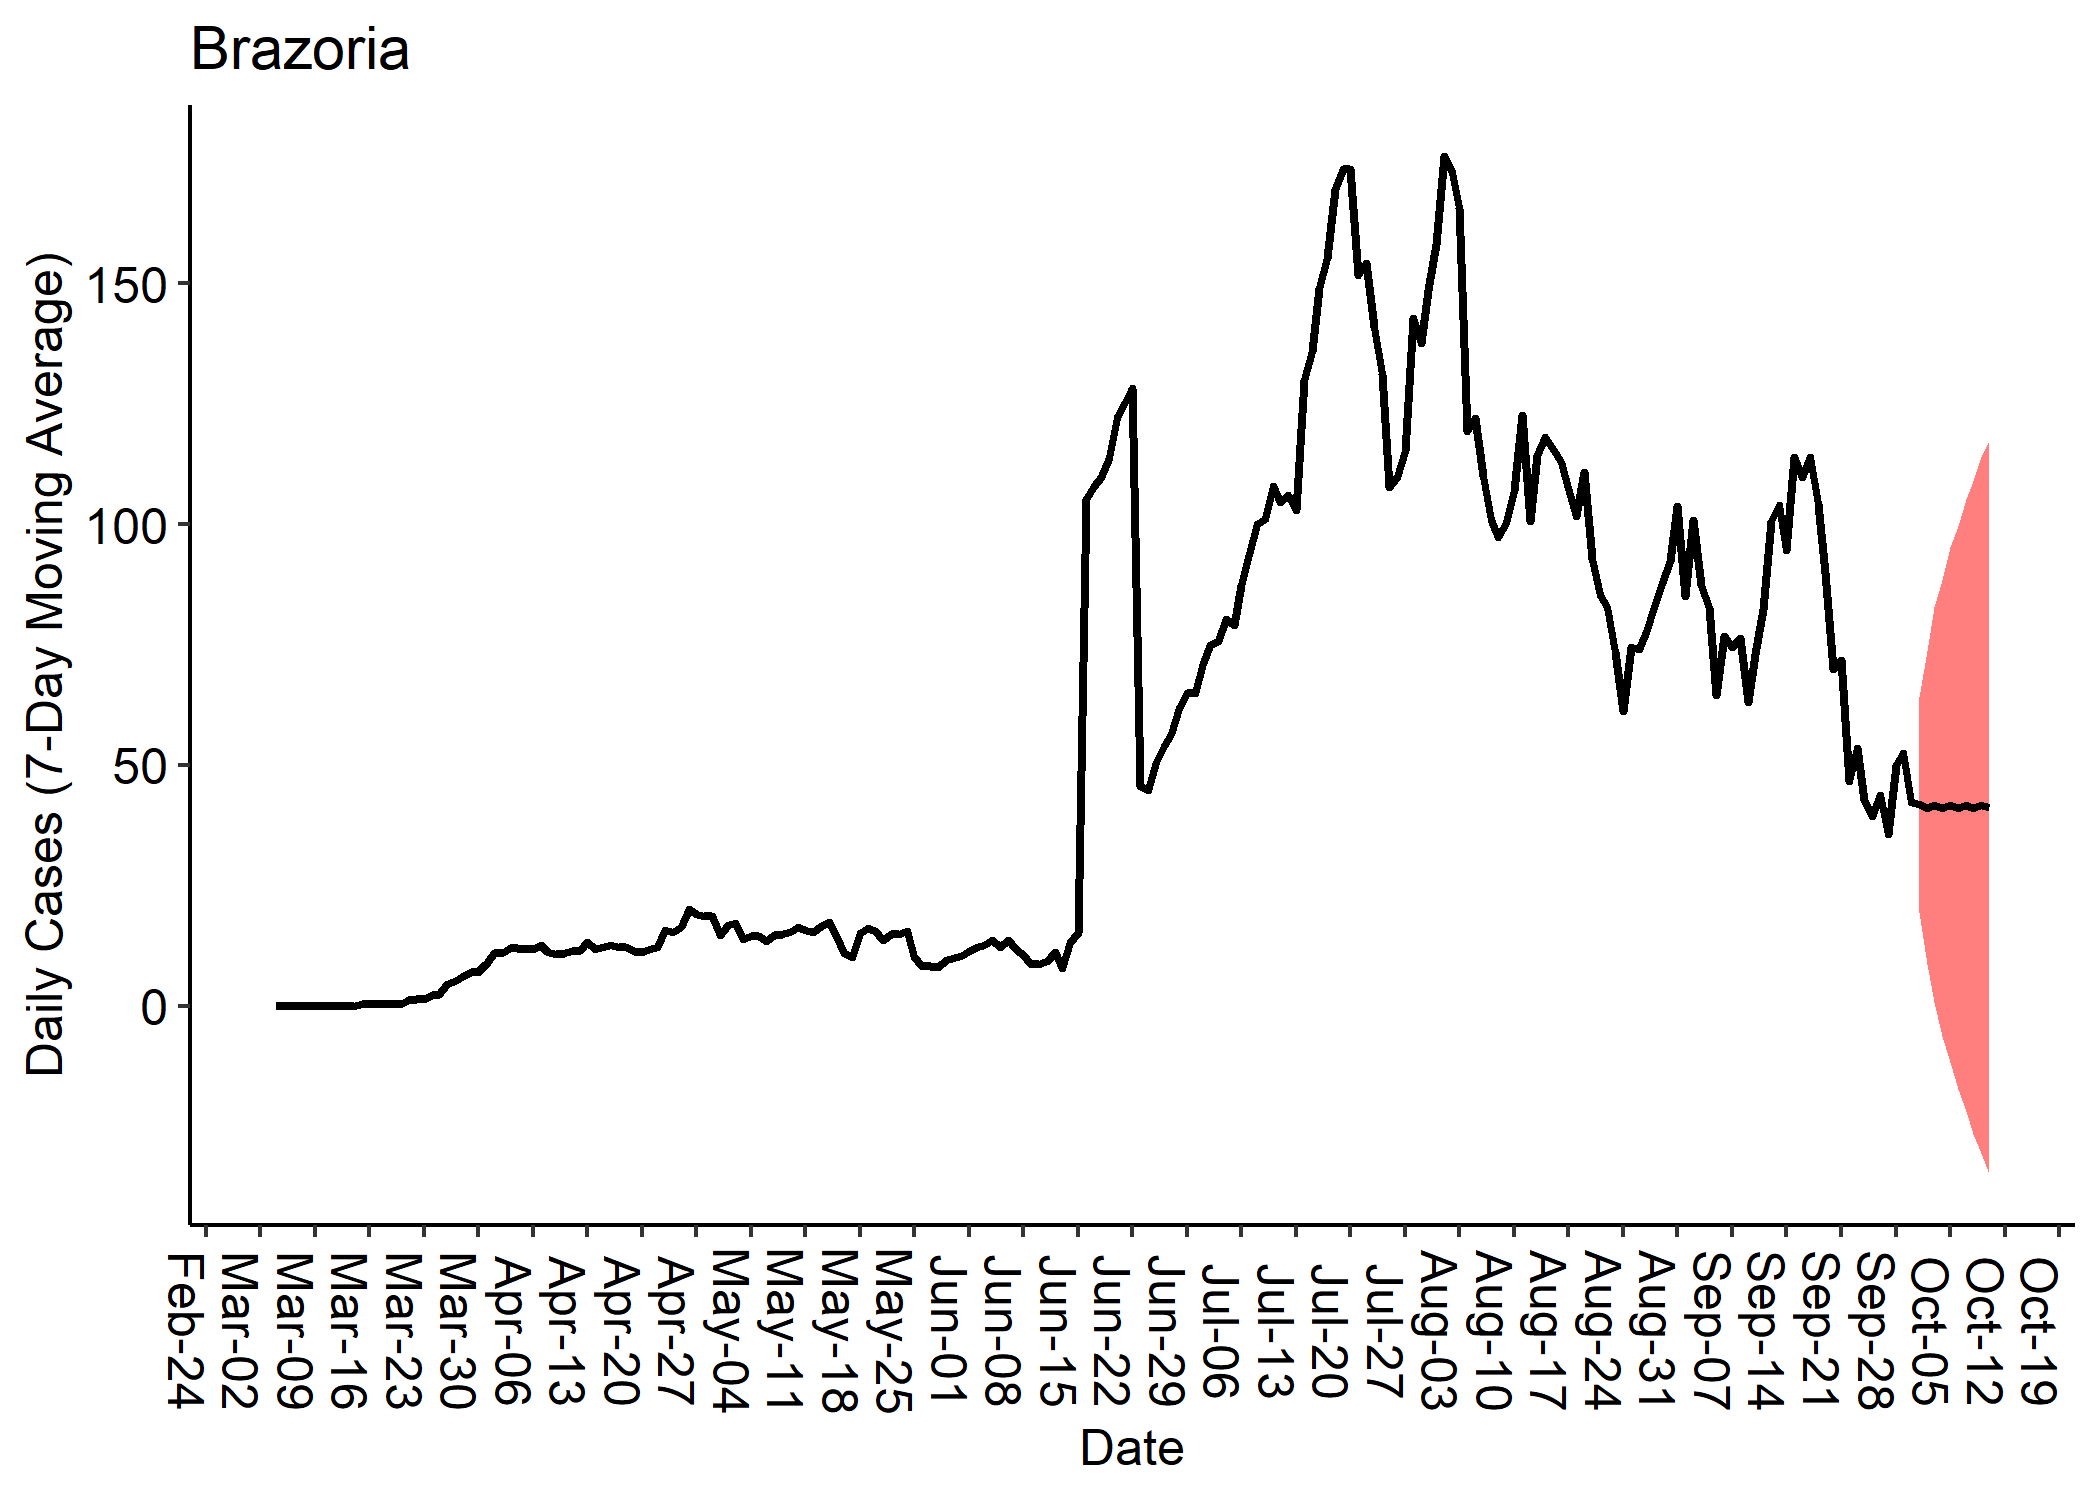 Brazoria
Daily Cases (7-Day Moving Average)
150
100
50
0
Feb-24
Mar-02
Mar-09
Mar-16
Mar-23
Mar-30
Apr-06
Apr-13
Apr-20
Apr-27
May-04
May-11
May-18
May-25
Jun-01
Jun-08
Jun-15
Jun-22
Jun-29
Jul-06
Jul-13
Jul-20
Jul-27
Aug-03
Aug-10
Aug-17
Aug-24
Aug-31
Sep-07
Sep-14
Sep-21
Sep-28
Oct-05
Oct-12
Oct-19
Date